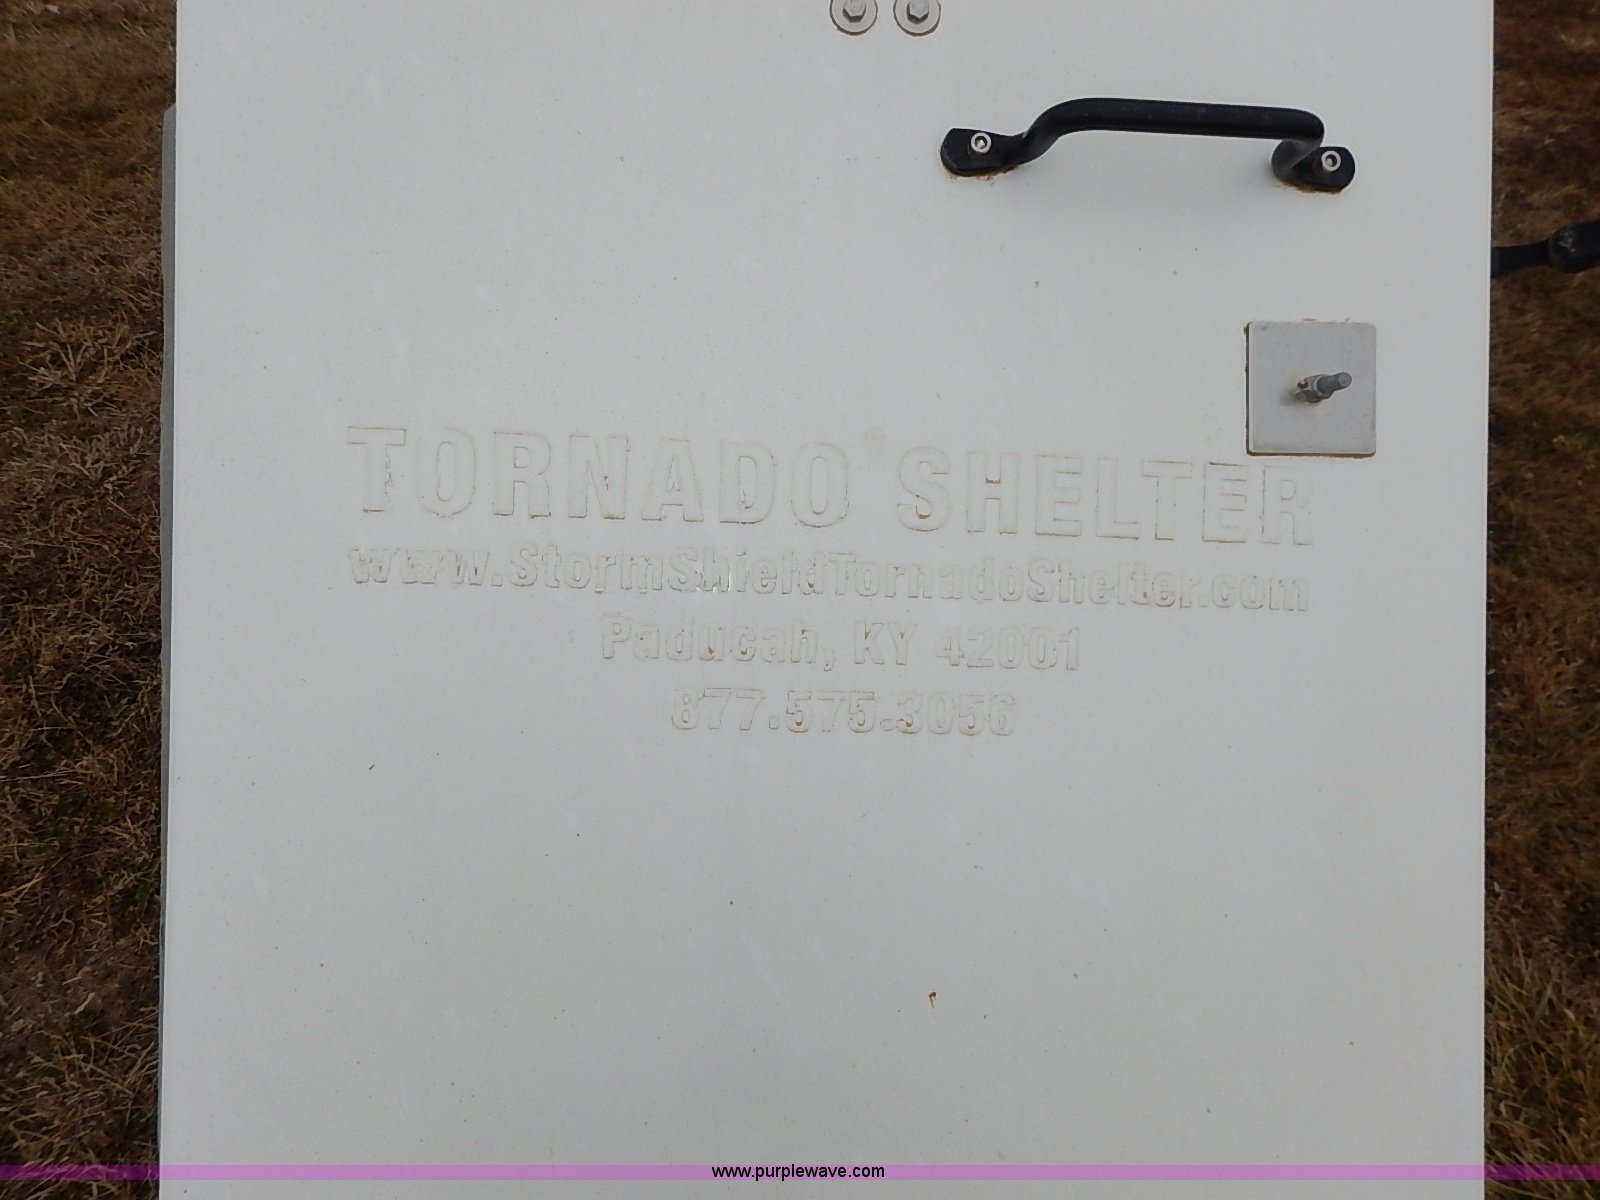 TORNADO SHELTER
www.StormShieldTornadoShelter.com
Paducah, KY 42001
877.575.3056
www.purplewave.com